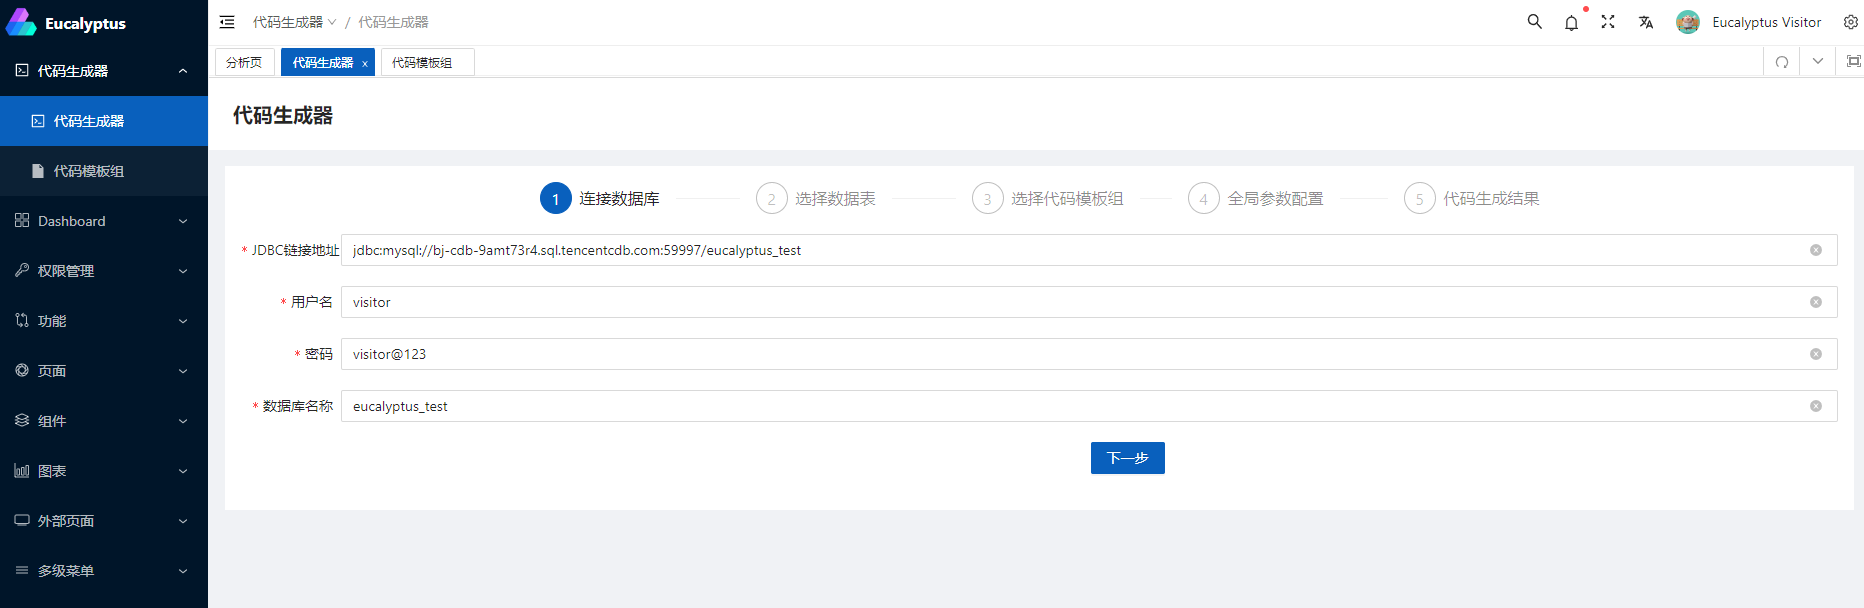 Eucalyptus
代码生成器
代码生成器
代码模板组
Dashboard
权限管理
功能
页面
组件
图表
外部页面
多级菜单
代码生成器 / 代码生成器
Eucalyptus Visitor
分析页 代码生成器 x 代码模板组
代码生成器
1 连接数据库 2 选择数据表 3 选择代码模板组 4 全局参数配置 5 代码生成结果
* JDBC链接地址 jdbc:mysql://bj-cdb-9amt73r4.sql.tencentcdb.com:59997/eucalyptus_test
* 用户名 visitor
* 密码 visitor@123
* 数据库名称 eucalyptus_test
下一步